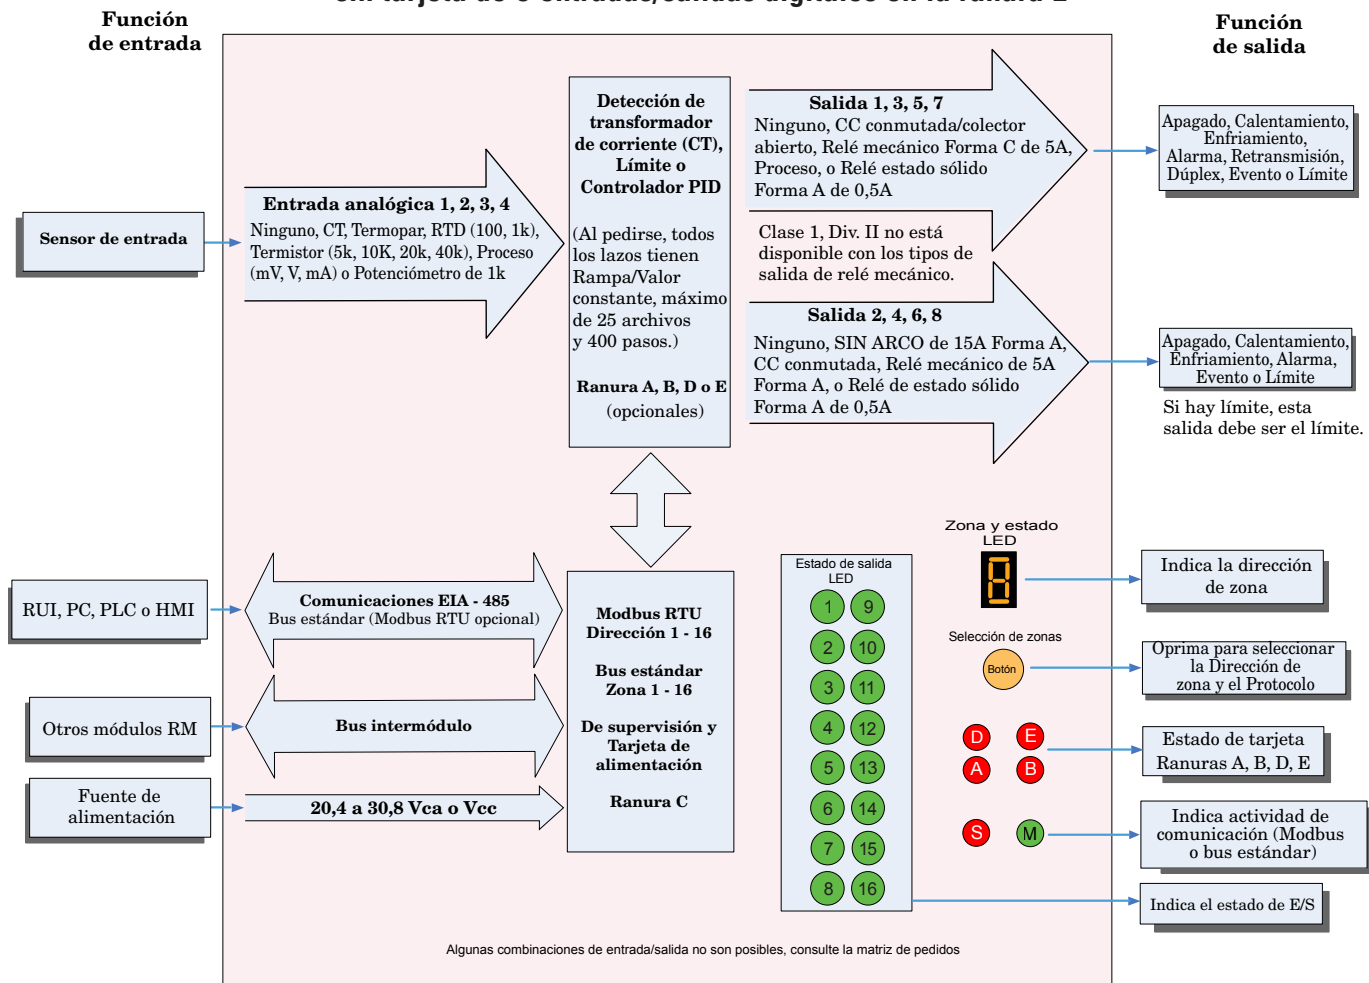 Función
de entrada
Función
de salida
Sensor de entrada
Entrada analógica 1, 2, 3, 4
Ninguno, CT, Termopar, RTD (100, 1k),
Termistor (5k, 10K, 20k, 40k), Proceso
(mV, V, mA) o Potenciómetro de 1k
Detección de
transformador
de corriente (CT),
Límite o
Controlador PID
(Al pedirse, todos
los lazos tienen
Rampa/Valor
constante, máximo
de 25 archivos
y 400 pasos.)
Ranura A, B, D o E
(opcionales)
Salida 1, 3, 5, 7
Ninguno, CC conmutada/colector
abierto, Relé mecánico Forma C de 5A,
Proceso, o Relé estado sólido
Forma A de 0,5A
Clase 1, Div. II no está
disponible con los tipos de
salida de relé mecánico.
Salida 2, 4, 6, 8
Ninguno, SIN ARCO de 15A Forma A,
CC conmutada, Relé mecánico de 5A
Forma A, o Relé de estado sólido
Forma A de 0,5A
Apagado, Calentamiento,
Enfriamiento,
Alarma, Retransmisión,
Dúplex, Evento o Límite
Apagado, Calentamiento,
Enfriamiento, Alarma,
Evento o Límite
Si hay límite, esta
salida debe ser el límite.
RUI, PC, PLC o HMI
Comunicaciones EIA - 485
Bus estándar (Modbus RTU opcional)
Otros módulos RM
Bus intermódulo
Fuente de
alimentación
20,4 a 30,8 Vca o Vcc
Modbus RTU
Dirección 1 - 16
Bus estándar
Zona 1 - 16
De supervisión y
Tarjeta de
alimentación
Ranura C
Estado de salida
LED
1 9
2 10
3 11
4 12
5 13
6 14
7 15
8 16
Zona y estado
LED
8
Selección de zonas
Botón
D E
A B
S M
Indica la dirección
de zona
Oprima para seleccionar
la Dirección de
zona y el Protocolo
Estado de tarjeta
Ranuras A, B, D, E
Indica actividad de
comunicación (Modbus
o bus estándar)
Indica el estado de E/S
Algunas combinaciones de entrada/salida no son posibles, consulte la matriz de pedidos